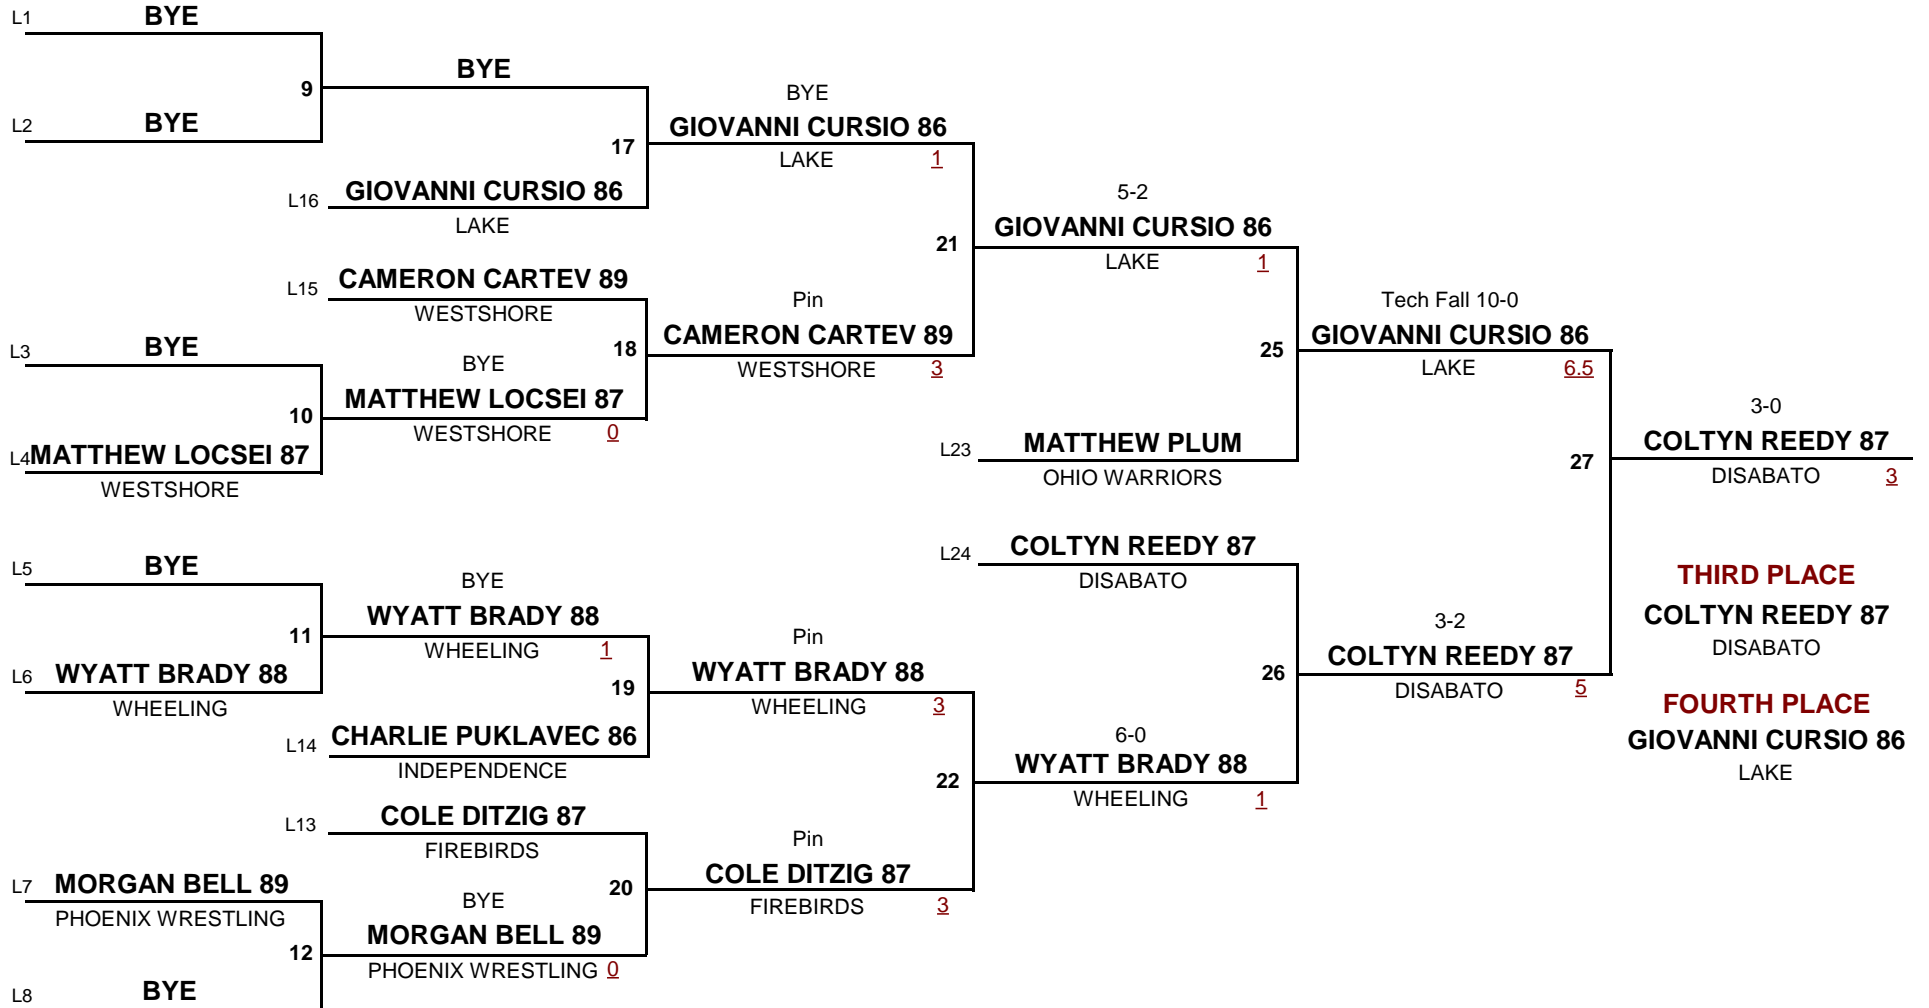 L1 BYE
9
L2 BYE
BYE
17
L16 GIOVANNI CURSIO 86
LAKE
BYE
GIOVANNI CURSIO 86
LAKE 1
L15 CAMERON CARTEV 89
WESTSHORE
18
Pin
CAMERON CARTEV 89
WESTSHORE 3
L3 BYE
10
L4 MATTHEW LOCSEI 87
WESTSHORE
BYE
MATTHEW LOCSEI 87
WESTSHORE 0
21
5-2
GIOVANNI CURSIO 86
LAKE 1
25
L23 MATTHEW PLUM
OHIO WARRIORS
Tech Fall 10-0
GIOVANNI CURSIO 86
LAKE 6.5
27
3-0
COLTYN REEDY 87
DISABATO 3
L5 BYE
11
L6 WYATT BRADY 88
WHEELING
BYE
WYATT BRADY 88
WHEELING 1
19
L14 CHARLIE PUKLAVEC 86
INDEPENDENCE
Pin
WYATT BRADY 88
WHEELING 3
22
L13 COLE DITZIG 87
FIREBIRDS
20
Pin
COLE DITZIG 87
FIREBIRDS 3
L7 MORGAN BELL 89
PHOENIX WRESTLING
12
L8 BYE
BYE
MORGAN BELL 89
PHOENIX WRESTLING 0
L24 COLTYN REEDY 87
DISABATO
26
6-0
WYATT BRADY 88
WHEELING 1
3-2
COLTYN REEDY 87
DISABATO 5
THIRD PLACE
COLTYN REEDY 87
DISABATO
FOURTH PLACE
GIOVANNI CURSIO 86
LAKE